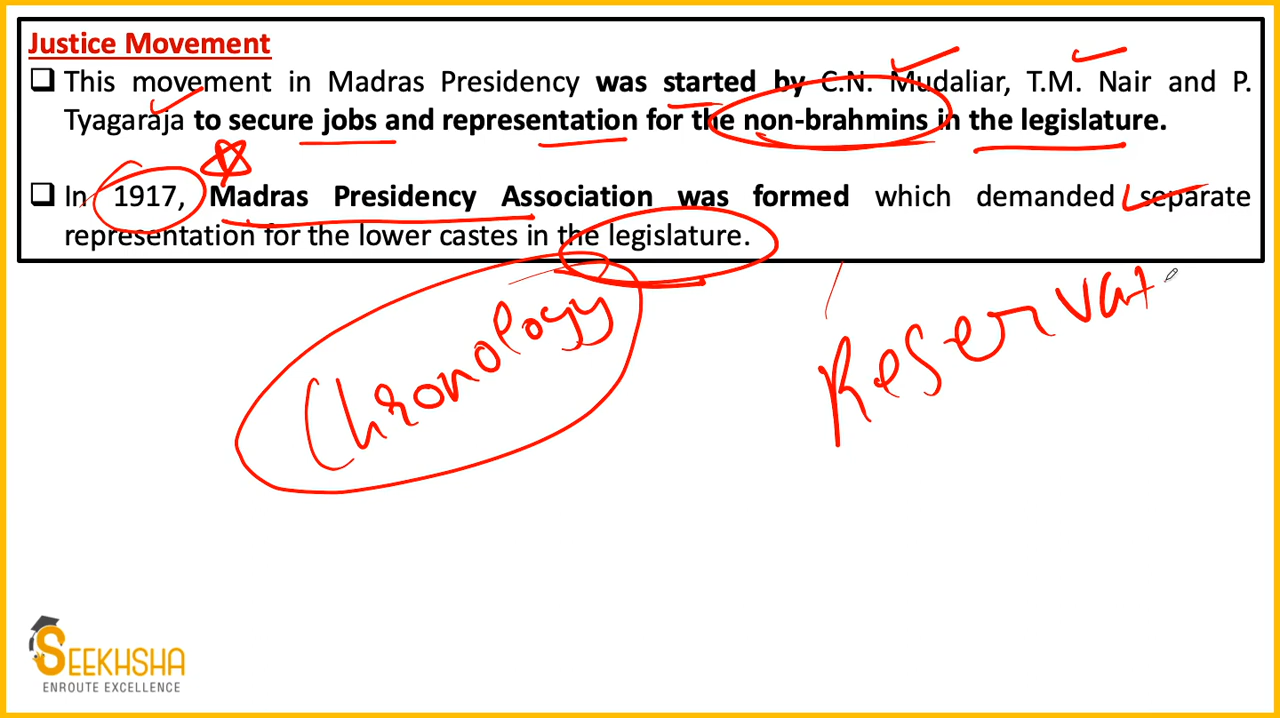 Justice Movement
❑ This movement in Madras Presidency was started by C.N. Mudaliar, T.M. Nair and P.
Tyagaraja to secure jobs and representation for the non-brahmins in the legislature.
❑ In 1917, Madras Presidency Association was formed which demanded separate
representation for the lower castes in the legislature.
Chronology
Reservat
SEEKHSHA
ENROUTE EXCELLENCE